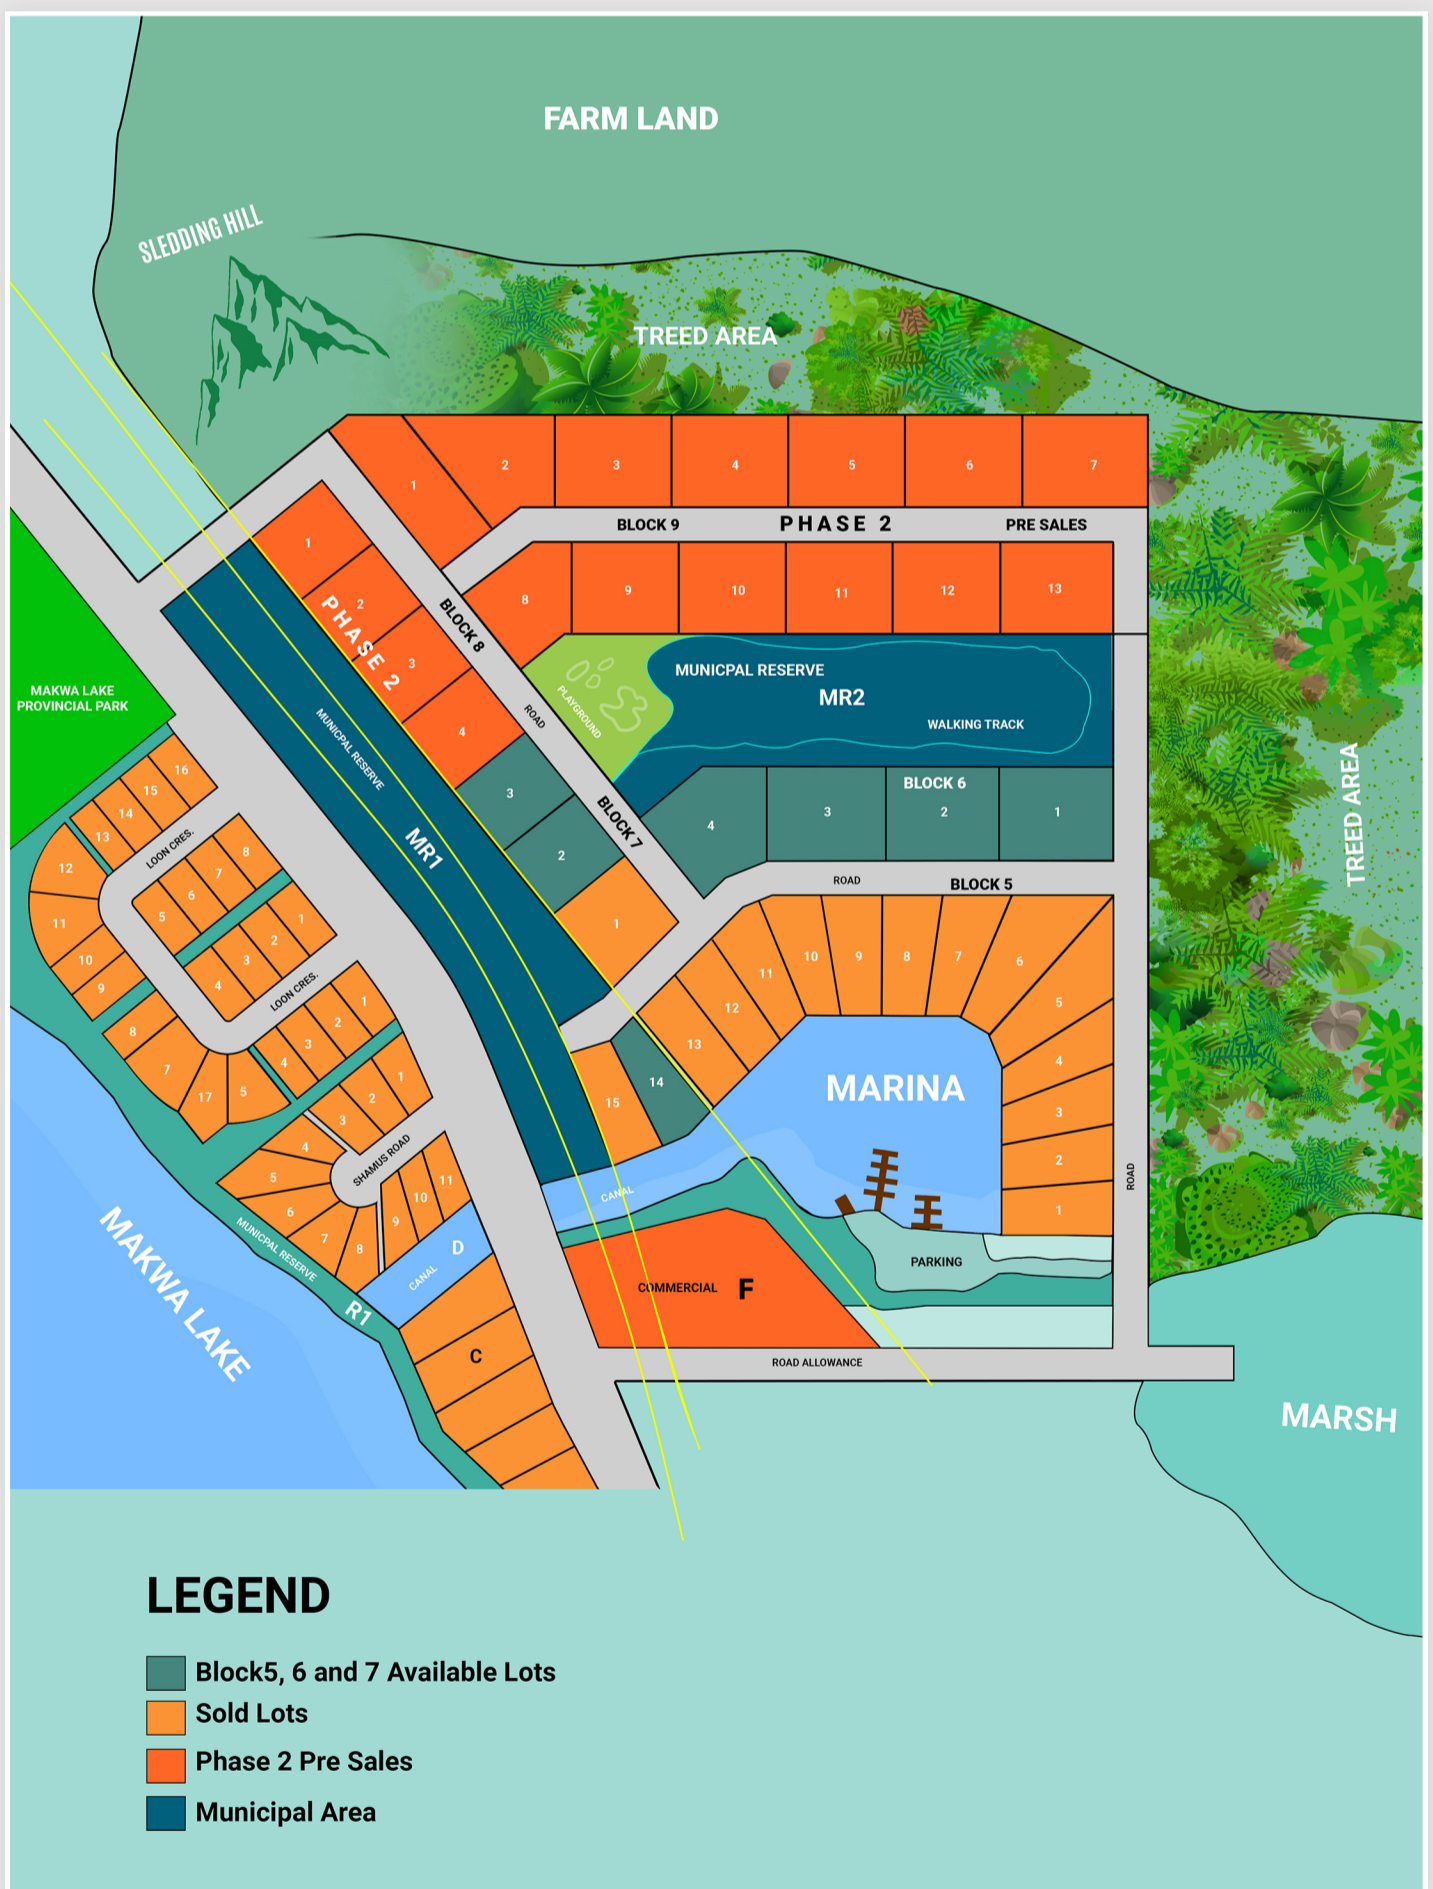 FARM LAND
SLEDDING HILL
TREED AREA
1
2
3
4
5
6
7
BLOCK 9
PHASE 2
PRE SALES
8
9
10
11
12
13
1
2
3
4
PHASE 2
BLOCK 8
ROAD
PLAYGROUND
MUNICPAL RESERVE
MR2
WALKING TRACK
MAKWA LAKE
PROVINCIAL PARK
MUNICPAL RESERVE
MR1
3
2
1
BLOCK 7
BLOCK 6
4
3
2
1
ROAD
BLOCK 5
TREED AREA
16
15
14
13
12
11
10
9
LOON CRES.
8
7
6
5
1
2
3
4
LOON CRES.
8
7
17
5
4
3
2
1
1
2
3
4
5
6
7
8
9
10
11
SHAMUS ROAD
MUNICPAL RESERVE
R1
D
CANAL
C
MAKWA LAKE
15
14
13
12
11
10
9
8
7
6
5
4
3
2
1
MARINA
CANAL
ROAD
PARKING
COMMERCIAL
F
ROAD ALLOWANCE
MARSH
LEGEND
Block5, 6 and 7 Available Lots
Sold Lots
Phase 2 Pre Sales
Municipal Area